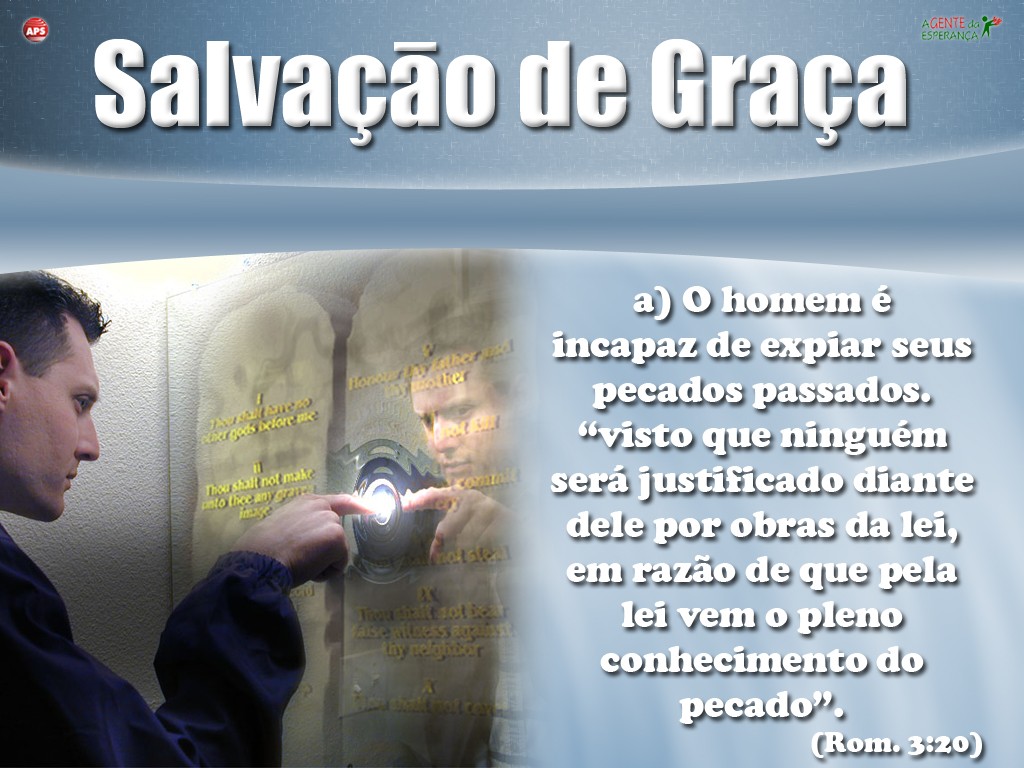 APS
AGENTE da
ESPERANÇA
Salvação de Graça
a) O homem é
incapaz de expiar seus
pecados passados.
“visto que ninguém
será justificado diante
dele por obras da lei,
em razão de que pela
lei vem o pleno
conhecimento do
pecado”.
(Rom. 3:20)
I
Thou shall have no
other gods before me
ii
Thou shall not make
unto thee any graven
image
V
Honour thy father and
thy mother
IX
Thou shalt not bear
false witness against
thy neighbor
X